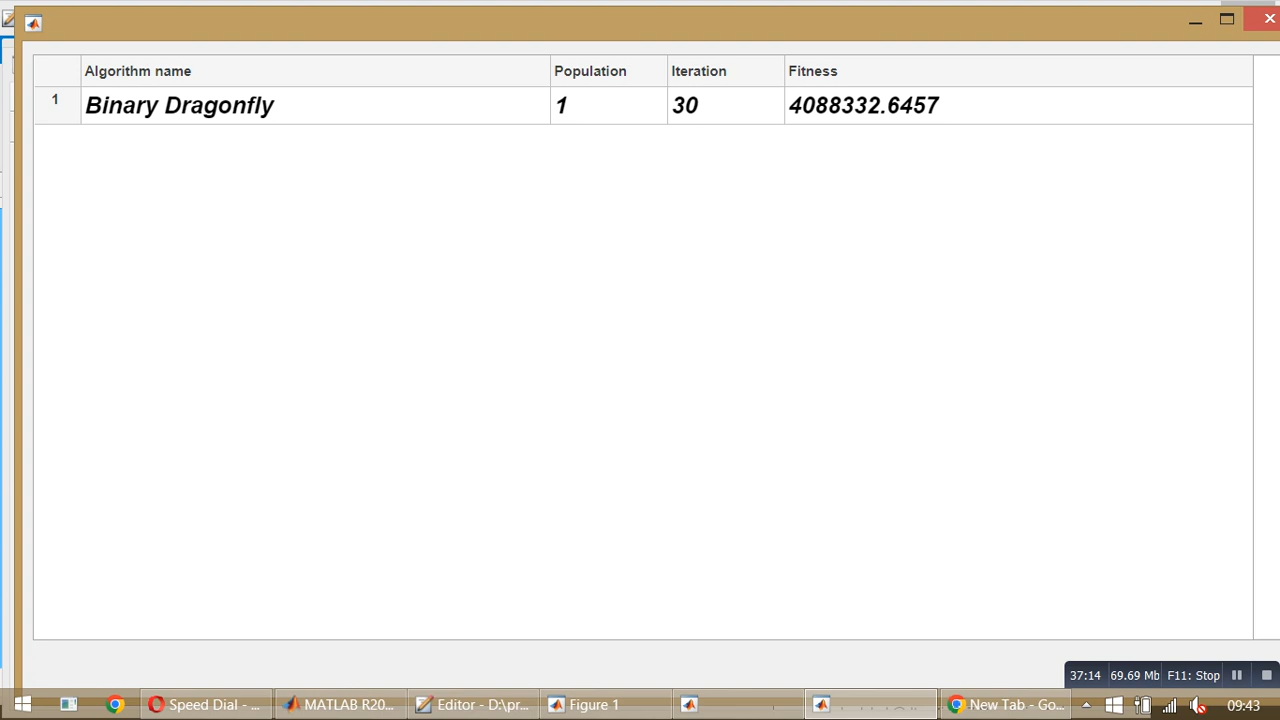 Algorithm name Population Iteration Fitness
1 Binary Dragonfly 1 30 4088332.6457
37:14 69.69 Mb F11: Stop
Speed Dial - ... MATLAB R20... Editor - D:\pr... Figure 1 New Tab - Go... 09:43